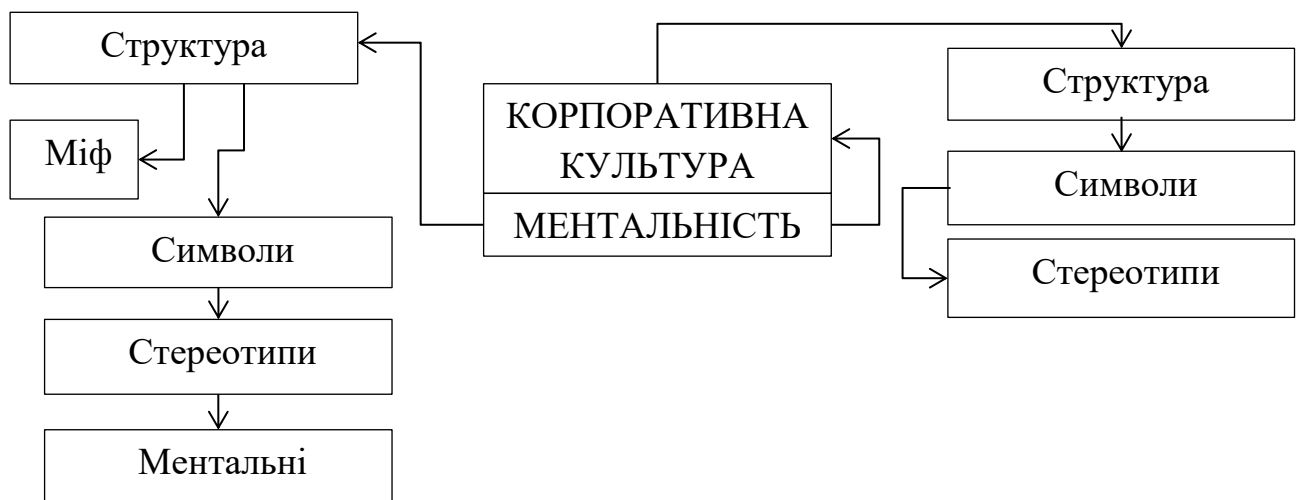 Структура
Міф
Символи
Стереотипи
Ментальні
КОРПОРАТИВНА
КУЛЬТУРА
МЕНТАЛЬНІСТЬ
Структура
Символи
Стереотипи